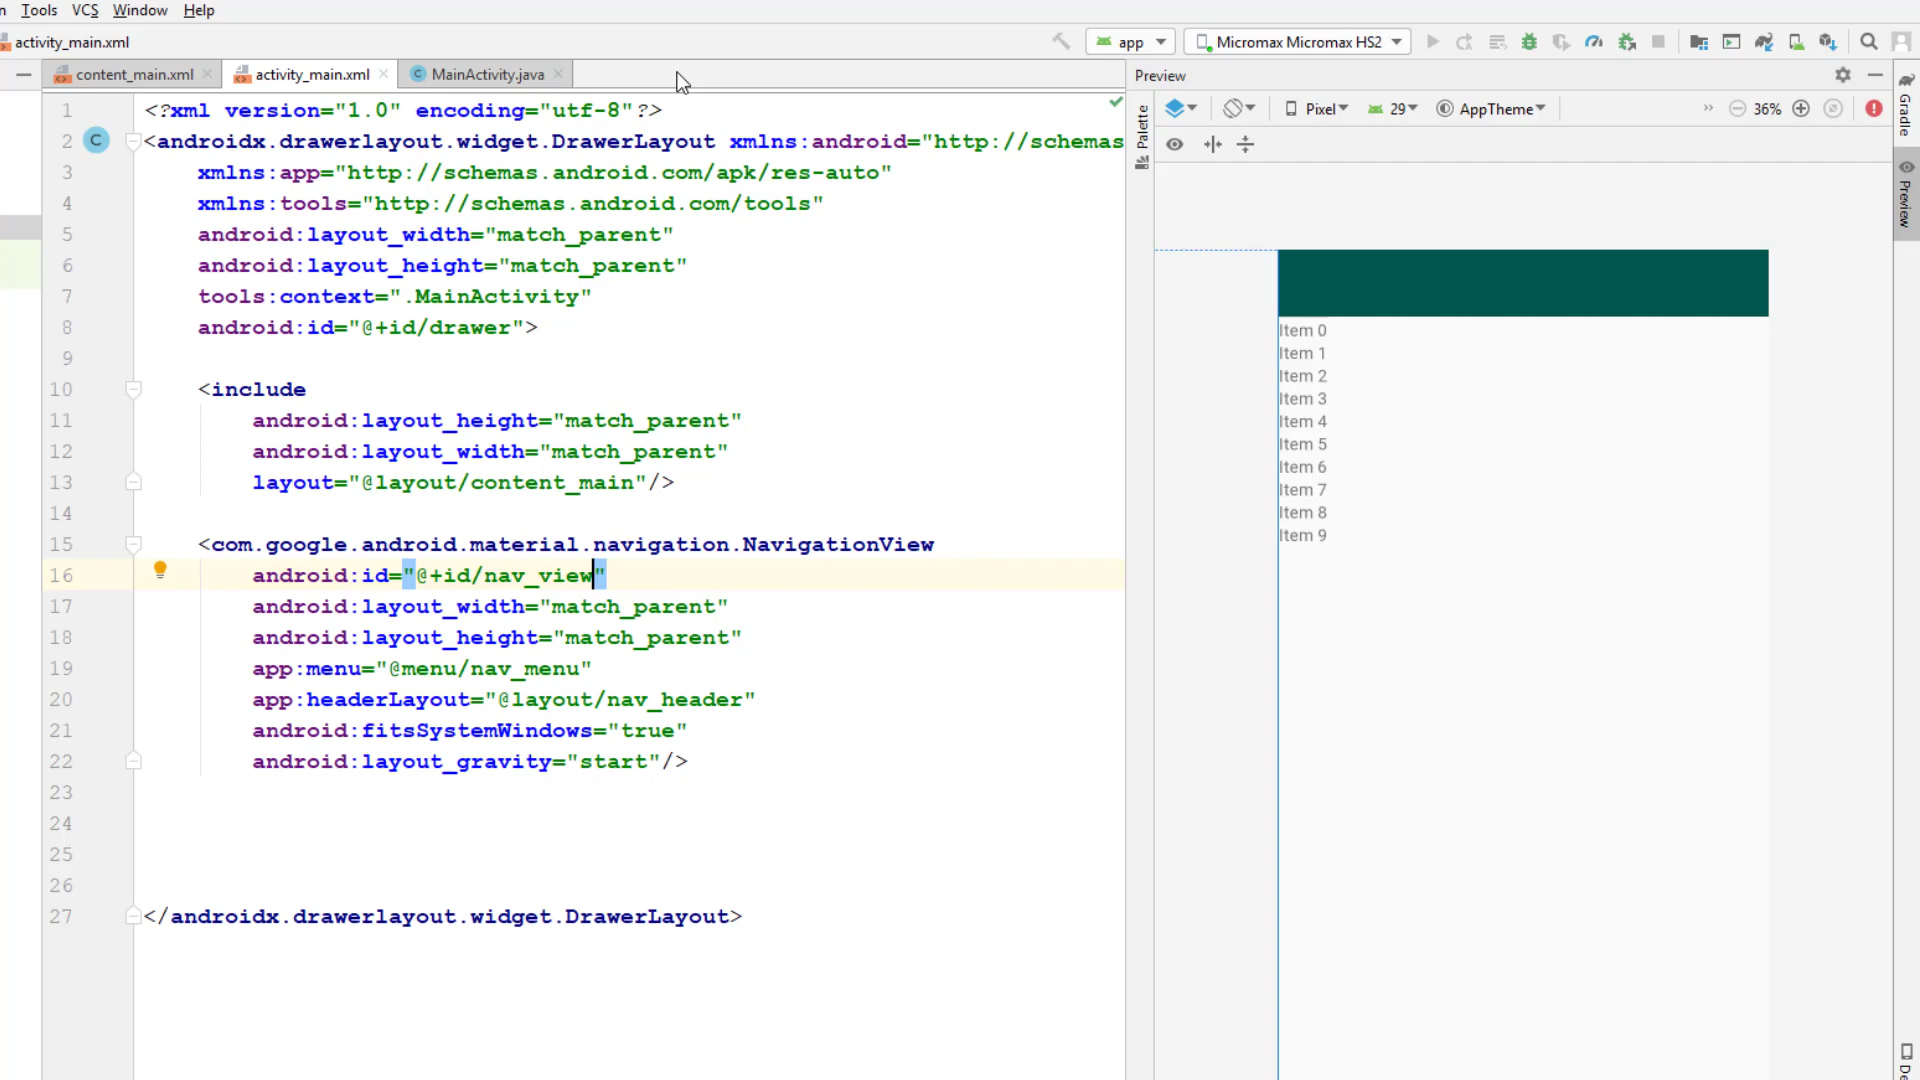 Tools VCS Window Help
activity_main.xml
app
Micromax Micromax HS2
content_main.xml
activity_main.xml
MainActivity.java
Preview
1 <?xml version="1.0" encoding="utf-8"?>
2 <androidx.drawerlayout.widget.DrawerLayout xmlns:android="http://schemas
3 xmlns:app="http://schemas.android.com/apk/res-auto"
4 xmlns:tools="http://schemas.android.com/tools"
5 android:layout_width="match_parent"
6 android:layout_height="match_parent"
7 tools:context=".MainActivity"
8 android:id="@+id/drawer">
9
10 <include
11 android:layout_height="match_parent"
12 android:layout_width="match_parent"
13 layout="@layout/content_main"/>
14
15 <com.google.android.material.navigation.NavigationView
16 android:id="@+id/nav_view"
17 android:layout_width="match_parent"
18 android:layout_height="match_parent"
19 app:menu="@menu/nav_menu"
20 app:headerLayout="@layout/nav_header"
21 android:fitsSystemWindows="true"
22 android:layout_gravity="start"/>
23
24
25
26
27 </androidx.drawerlayout.widget.DrawerLayout>
C
Palette
Pixel
29
AppTheme
36%
Item 0
Item 1
Item 2
Item 3
Item 4
Item 5
Item 6
Item 7
Item 8
Item 9
Gradle
Preview